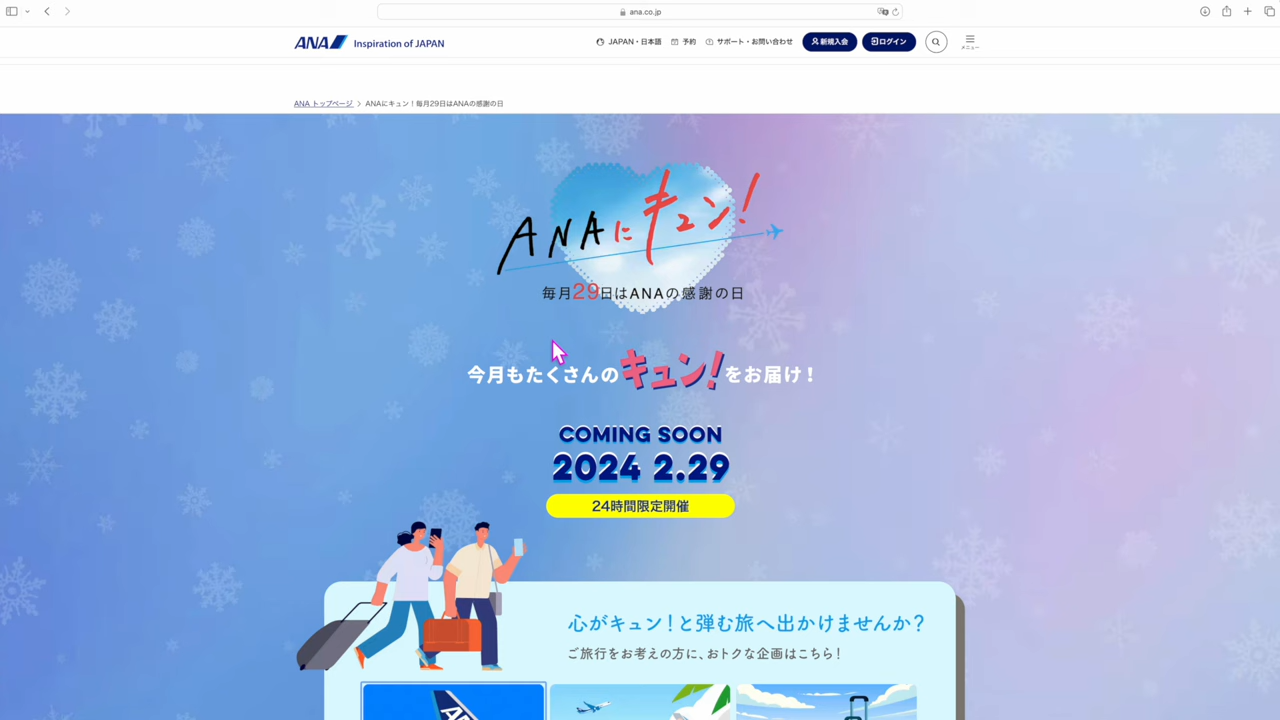 ana.co.jp
ANA Inspiration of JAPAN
JAPAN・日本語
予約
サポート・お問い合わせ
新規入会
ログイン
メニュー
ANA トップページ > ANAにキュン！毎月29日はANAの感謝の日
ANAにキュン！
毎月29日はANAの感謝の日
今月もたくさんのキュン！をお届け！
COMING SOON
2024 2.29
24時間限定開催
心がキュン！と弾む旅へ出かけませんか？
ご旅行をお考えの方に、おトクな企画はこちら！